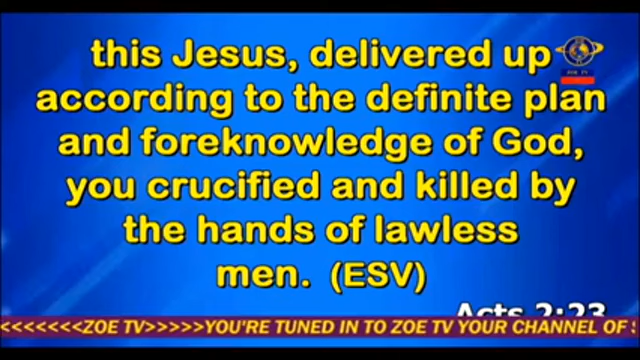 this Jesus, delivered up
ZOE TV
according to the definite plan
and foreknowledge of God,
you crucified and killed by
the hands of lawless
men. (ESV)
Acts 2:23
<<<<<<<ZOE TV>>>>>YOU'RE TUNED IN TO ZOE TV YOUR CHANNEL OF